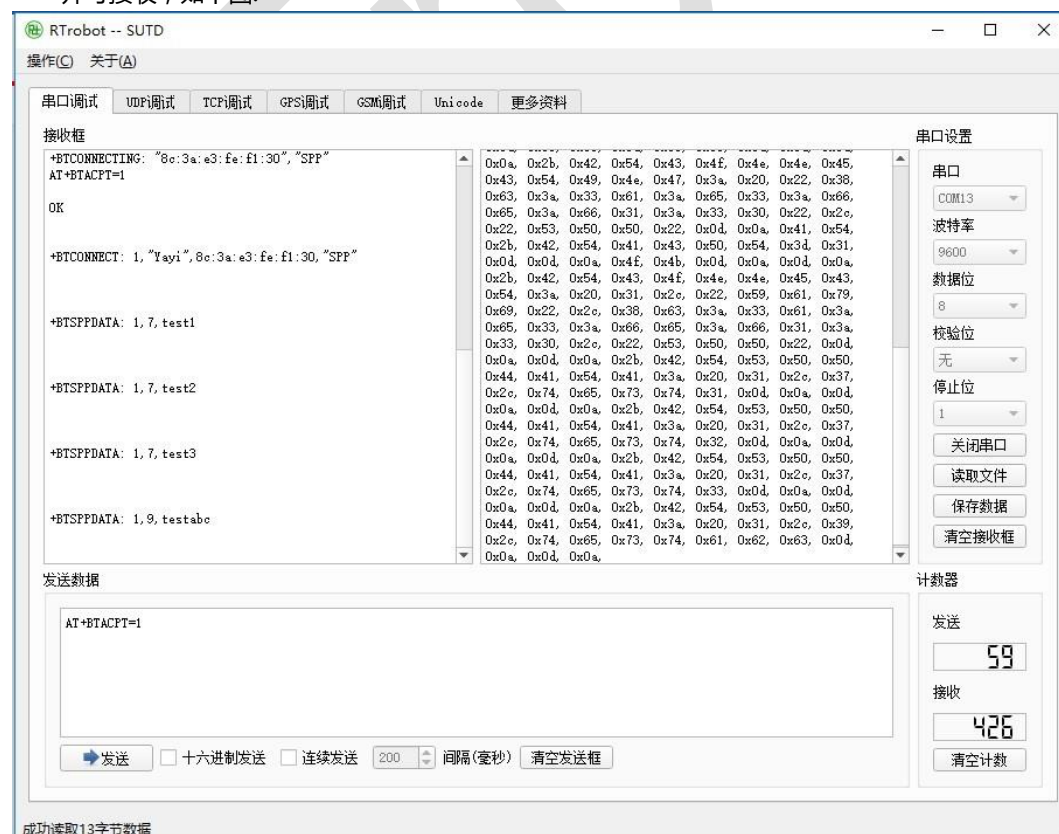 RTrobot -- SUTD
操作(C) 关于(A)
串口调试 UDP调试 TCP调试 GPS调试 GSM调试 Unicode 更多资料
接收框
+BTCONNECTING: "8c:3a:e3:fe:f1:30","SPP"
AT+BTACPT=1
OK
+BTCONNECT: 1,"Yayi",8c:3a:e3:fe:f1:30,"SPP"
+BTSPPDATA: 1,7,test1
+BTSPPDATA: 1,7,test2
+BTSPPDATA: 1,7,test3
+BTSPPDATA: 1,9,testabc
0x0a, 0x2b, 0x42, 0x54, 0x43, 0x4f, 0x4e, 0x4e, 0x45,
0x43, 0x54, 0x49, 0x4e, 0x47, 0x3a, 0x20, 0x22, 0x38,
0x63, 0x3a, 0x33, 0x61, 0x3a, 0x65, 0x33, 0x3a, 0x66,
0x65, 0x3a, 0x66, 0x31, 0x3a, 0x33, 0x30, 0x22, 0x2c,
0x22, 0x53, 0x50, 0x50, 0x22, 0x0d, 0x0a, 0x41, 0x54,
0x2b, 0x42, 0x54, 0x41, 0x43, 0x50, 0x54, 0x3d, 0x31,
0x0d, 0x0d, 0x0a, 0x4f, 0x4b, 0x0d, 0x0a, 0x0d, 0x0a,
0x2b, 0x42, 0x54, 0x43, 0x4f, 0x4e, 0x4e, 0x45, 0x43,
0x54, 0x3a, 0x20, 0x31, 0x2c, 0x22, 0x59, 0x61, 0x79,
0x69, 0x22, 0x2c, 0x38, 0x63, 0x3a, 0x33, 0x61, 0x3a,
0x65, 0x33, 0x3a, 0x66, 0x65, 0x3a, 0x66, 0x31, 0x3a,
0x33, 0x30, 0x2c, 0x22, 0x53, 0x50, 0x50, 0x22, 0x0d,
0x0a, 0x0d, 0x0a, 0x2b, 0x42, 0x54, 0x53, 0x50, 0x50,
0x44, 0x41, 0x54, 0x41, 0x3a, 0x20, 0x31, 0x2c, 0x37,
0x2c, 0x74, 0x65, 0x73, 0x74, 0x31, 0x0d, 0x0a, 0x0d,
0x0a, 0x0d, 0x0a, 0x2b, 0x42, 0x54, 0x53, 0x50, 0x50,
0x44, 0x41, 0x54, 0x41, 0x3a, 0x20, 0x31, 0x2c, 0x37,
0x2c, 0x74, 0x65, 0x73, 0x74, 0x32, 0x0d, 0x0a, 0x0d,
0x0a, 0x0d, 0x0a, 0x2b, 0x42, 0x54, 0x53, 0x50, 0x50,
0x44, 0x41, 0x54, 0x41, 0x3a, 0x20, 0x31, 0x2c, 0x37,
0x2c, 0x74, 0x65, 0x73, 0x74, 0x33, 0x0d, 0x0a, 0x0d,
0x0a, 0x0d, 0x0a, 0x2b, 0x42, 0x54, 0x53, 0x50, 0x50,
0x44, 0x41, 0x54, 0x41, 0x3a, 0x20, 0x31, 0x2c, 0x39,
0x2c, 0x74, 0x65, 0x73, 0x74, 0x61, 0x62, 0x63, 0x0d,
0x0a, 0x0d, 0x0a,
串口设置
串口
COM13
波特率
9600
数据位
8
校验位
无
停止位
1
关闭串口
读取文件
保存数据
清空接收框
发送数据
AT+BTACPT=1
发送 十六进制发送 连续发送 200 间隔(毫秒) 清空发送框
计数器
发送
59
接收
426
清空计数
成功读取13字节数据